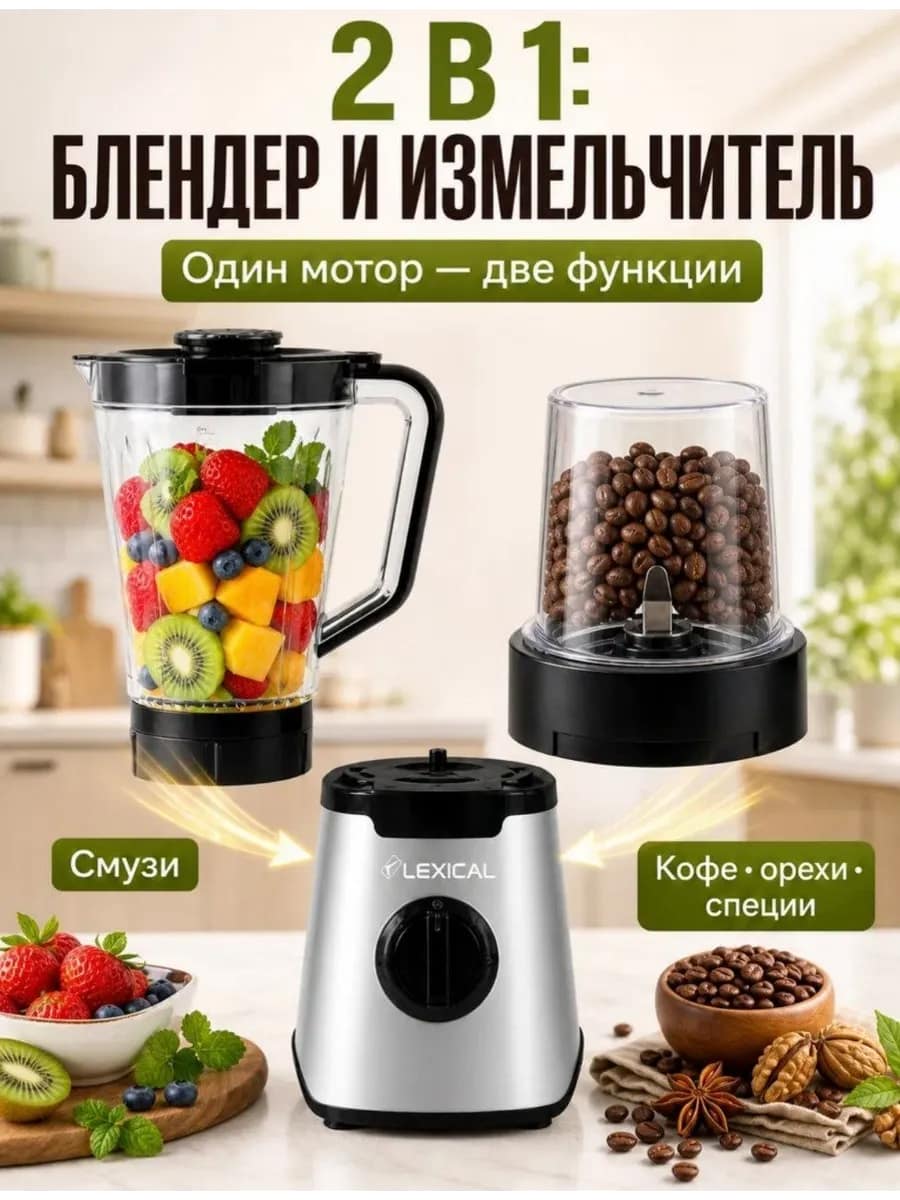 2 В 1:
БЛЕНДЕР И ИЗМЕЛЬЧИТЕЛЬ
Один мотор — две функции
LEXICAL
Смузи
Кофе • орехи •
специи